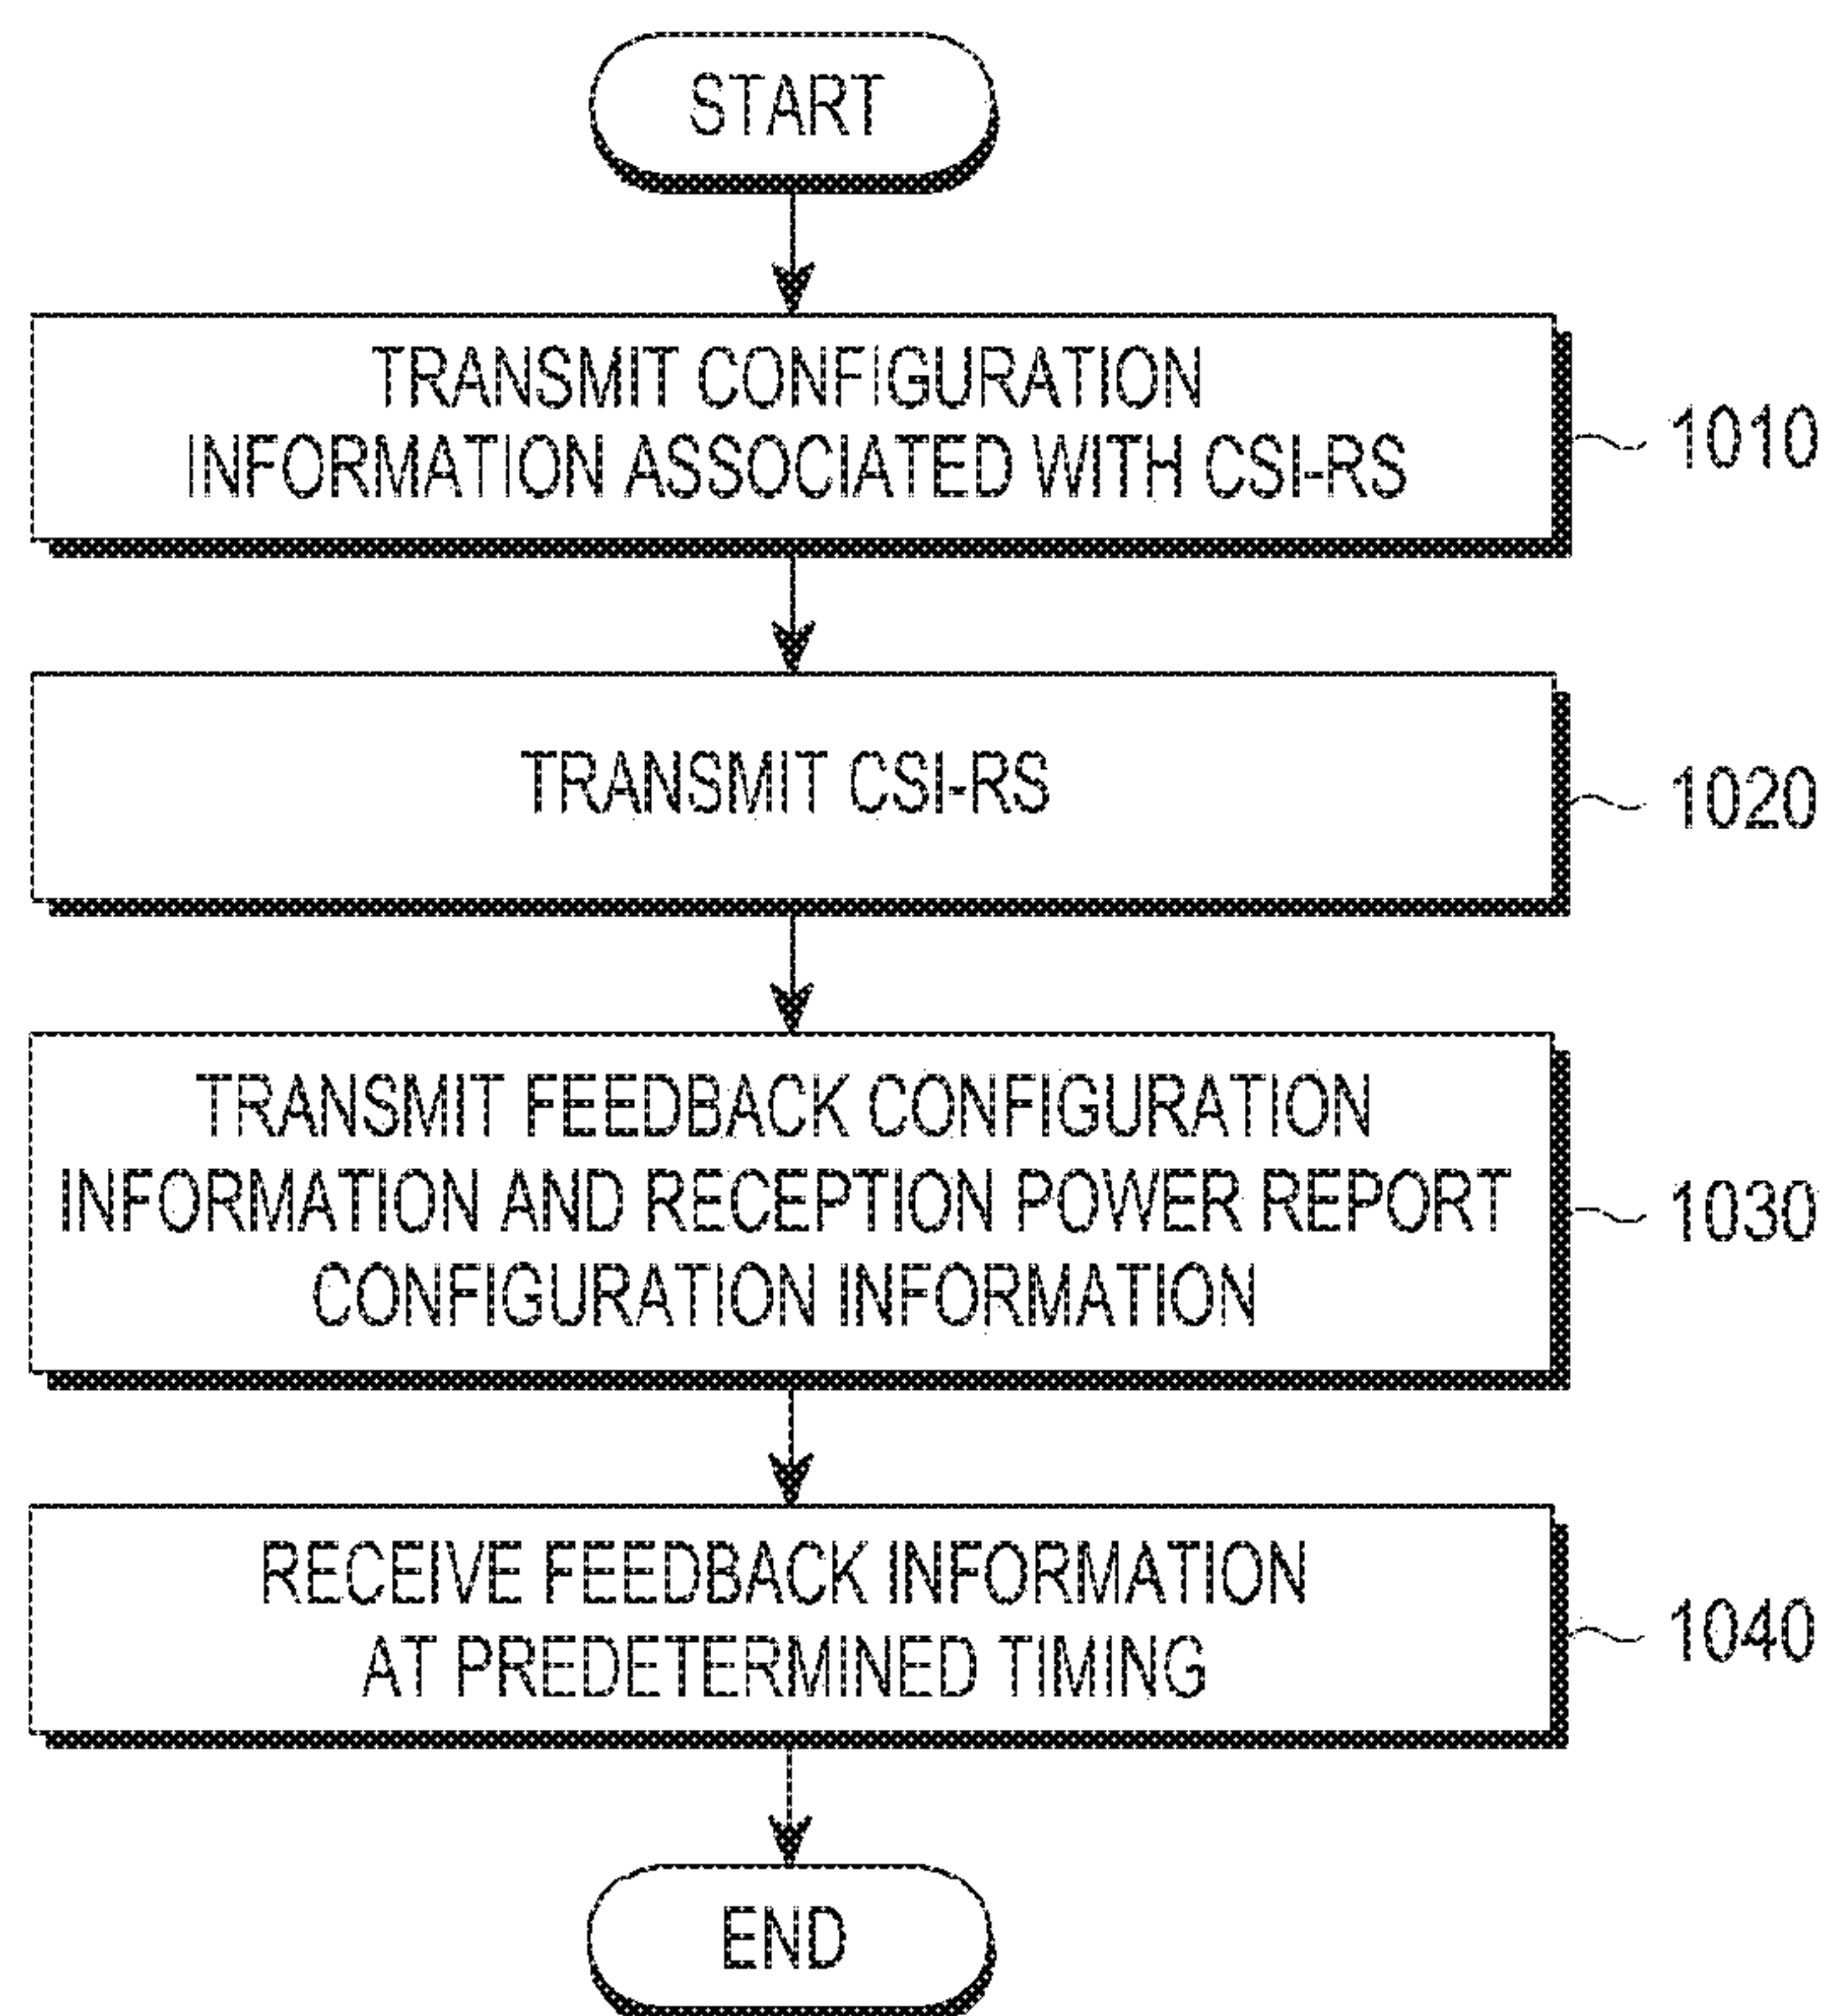 START
TRANSMIT CONFIGURATION
INFORMATION ASSOCIATED WITH CSI-RS
1010
TRANSMIT CSI-RS
1020
TRANSMIT FEEDBACK CONFIGURATION
INFORMATION AND RECEPTION POWER REPORT
CONFIGURATION INFORMATION
1030
RECEIVE FEEDBACK INFORMATION
AT PREDETERMINED TIMING
1040
END